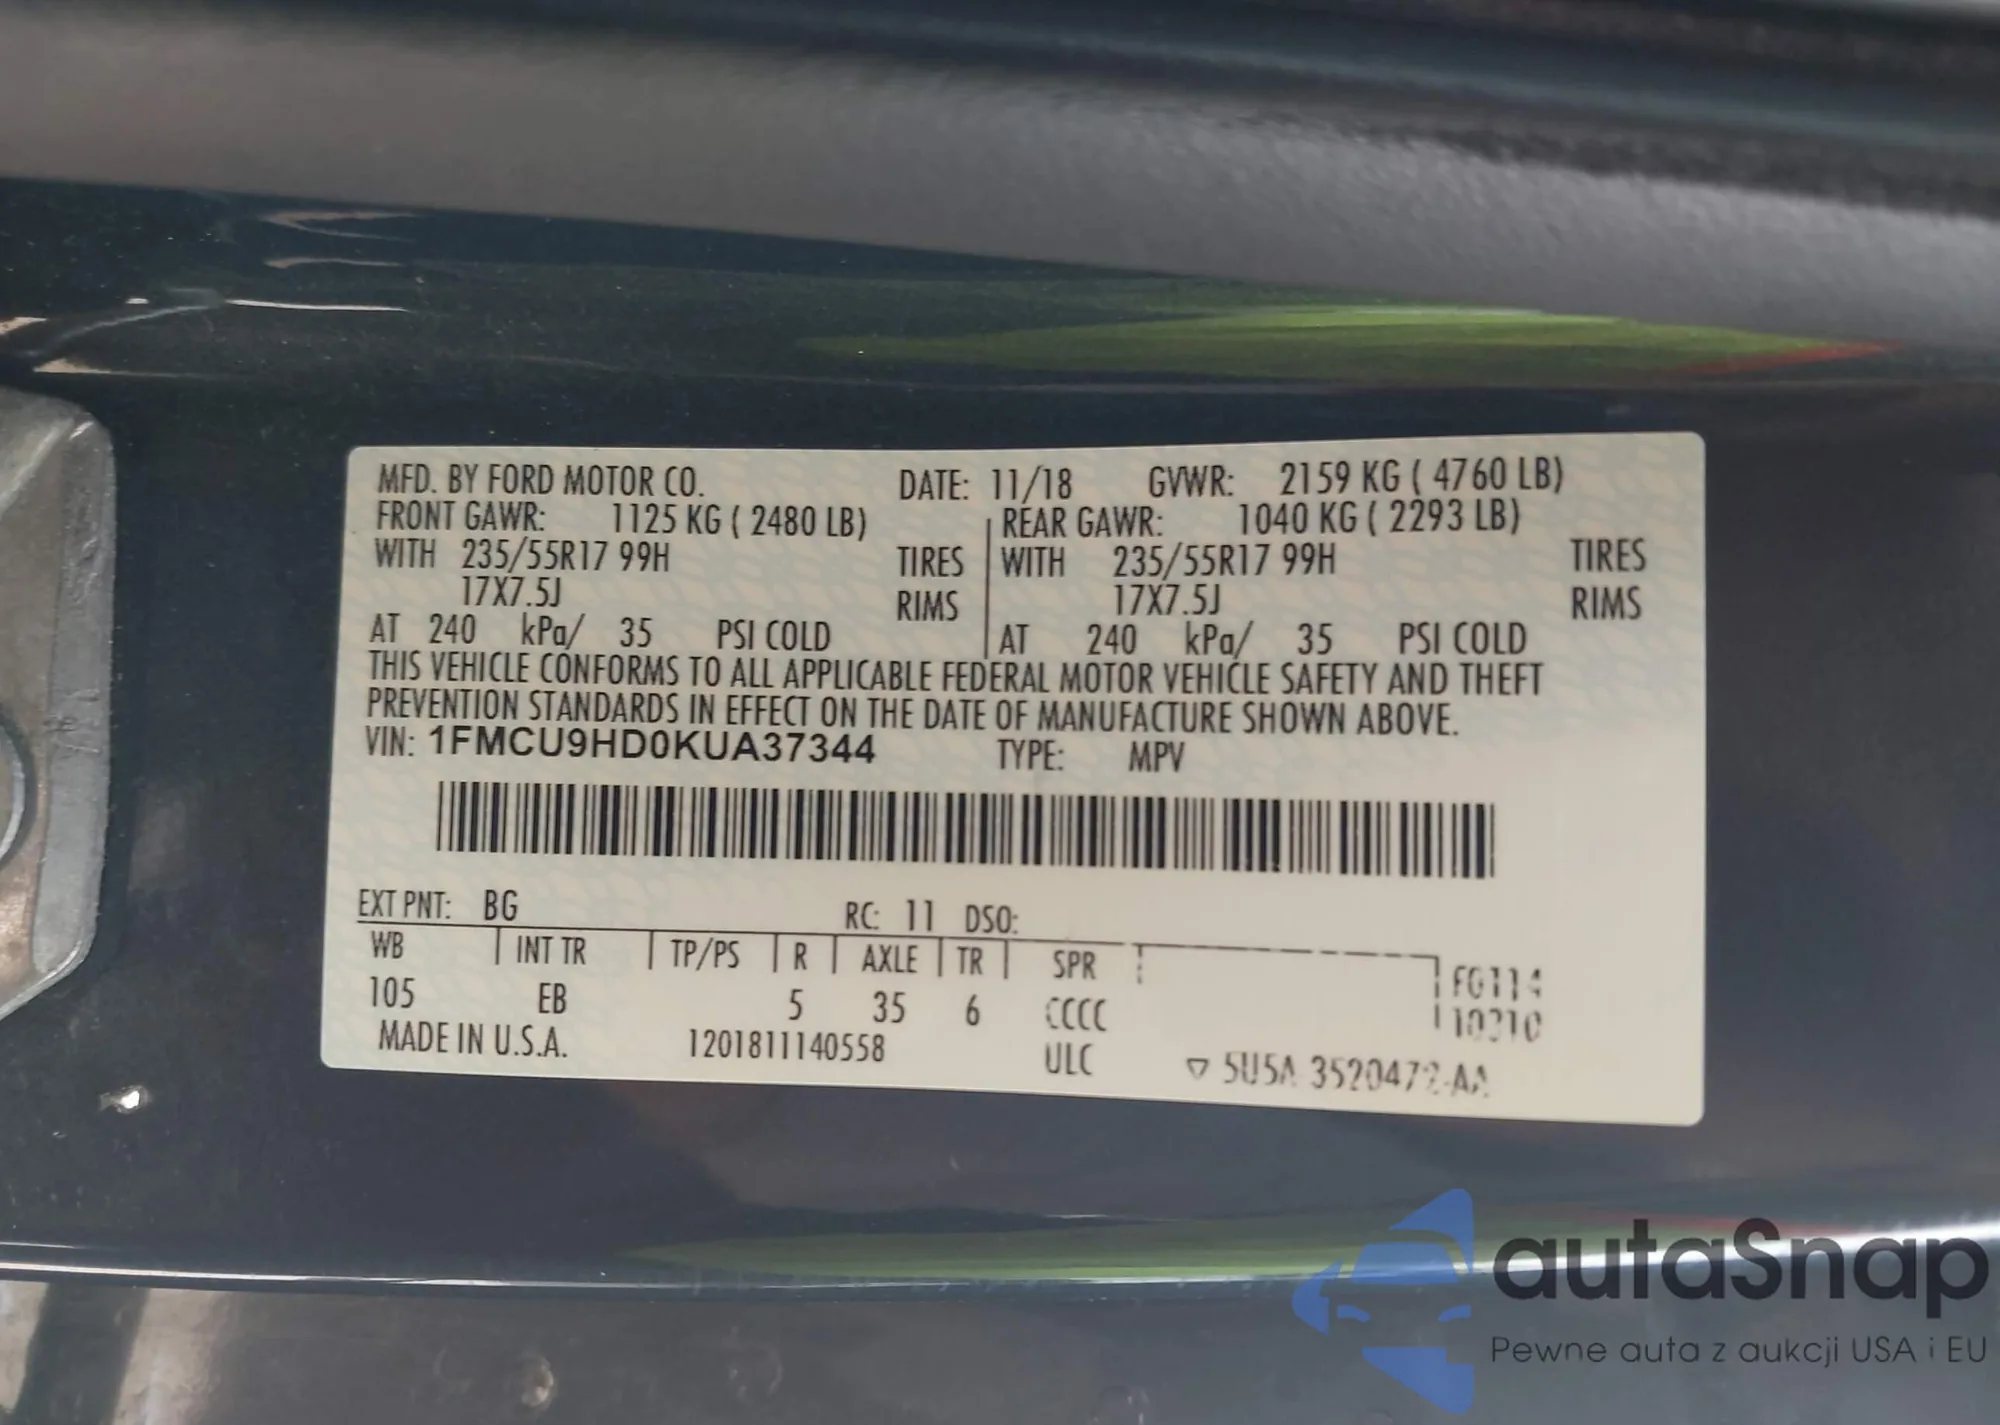 MFD. BY FORD MOTOR CO. DATE: 11/18 GVWR: 2159 KG ( 4760 LB)
FRONT GAWR: 1125 KG ( 2480 LB) REAR GAWR: 1040 KG ( 2293 LB)
WITH 235/55R17 99H TIRES WITH 235/55R17 99H TIRES
17X7.5J RIMS 17X7.5J RIMS
AT 240 kPa/ 35 PSI COLD AT 240 kPa/ 35 PSI COLD
THIS VEHICLE CONFORMS TO ALL APPLICABLE FEDERAL MOTOR VEHICLE SAFETY AND THEFT
PREVENTION STANDARDS IN EFFECT ON THE DATE OF MANUFACTURE SHOWN ABOVE.
VIN: 1FMCU9HD0KUA37344 TYPE: MPV
EXT PNT: BG RC: 11 DSO:
WB INT TR TP/PS R AXLE TR SPR
105 EB 5 35 6 CCCC
MADE IN U.S.A. 1201811140558 ULC
▽ 5U5A 3520472-AA
autaSnap
Pewne auta z aukcji USA i EU